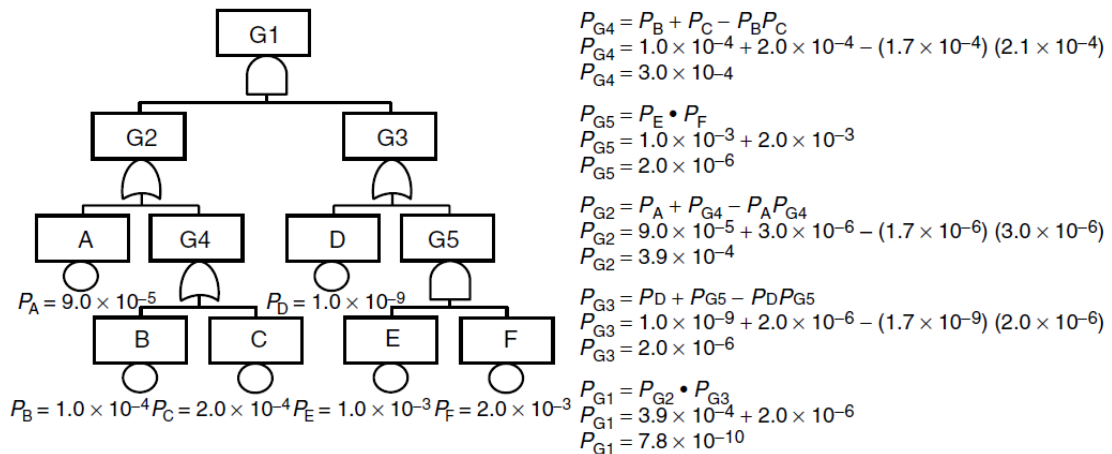 G1
G2
G3
A
G4
D
G5
P_A = 9.0 × 10⁻⁵
P_D = 1.0 × 10⁻⁹
B
C
E
F
P_B = 1.0 × 10⁻⁴ P_C = 2.0 × 10⁻⁴ P_E = 1.0 × 10⁻³ P_F = 2.0 × 10⁻³
P_G4 = P_B + P_C − P_BP_C
P_G4 = 1.0 × 10⁻⁴ + 2.0 × 10⁻⁴ − (1.7 × 10⁻⁴) (2.1 × 10⁻⁴)
P_G4 = 3.0 × 10–4
P_G5 = P_E • P_F
P_G5 = 1.0 × 10⁻³ + 2.0 × 10⁻³
P_G5 = 2.0 × 10⁻⁶
P_G2 = P_A + P_G4 − P_AP_G4
P_G2 = 9.0 × 10⁻⁵ + 3.0 × 10⁻⁶ − (1.7 × 10⁻⁶) (3.0 × 10⁻⁶)
P_G2 = 3.9 × 10⁻⁴
P_G3 = P_D + P_G5 − P_DP_G5
P_G3 = 1.0 × 10⁻⁹ + 2.0 × 10⁻⁶ − (1.7 × 10⁻⁹) (2.0 × 10⁻⁶)
P_G3 = 2.0 × 10⁻⁶
P_G1 = P_G2 • P_G3
P_G1 = 3.9 × 10⁻⁴ + 2.0 × 10⁻⁶
P_G1 = 7.8 × 10⁻¹⁰